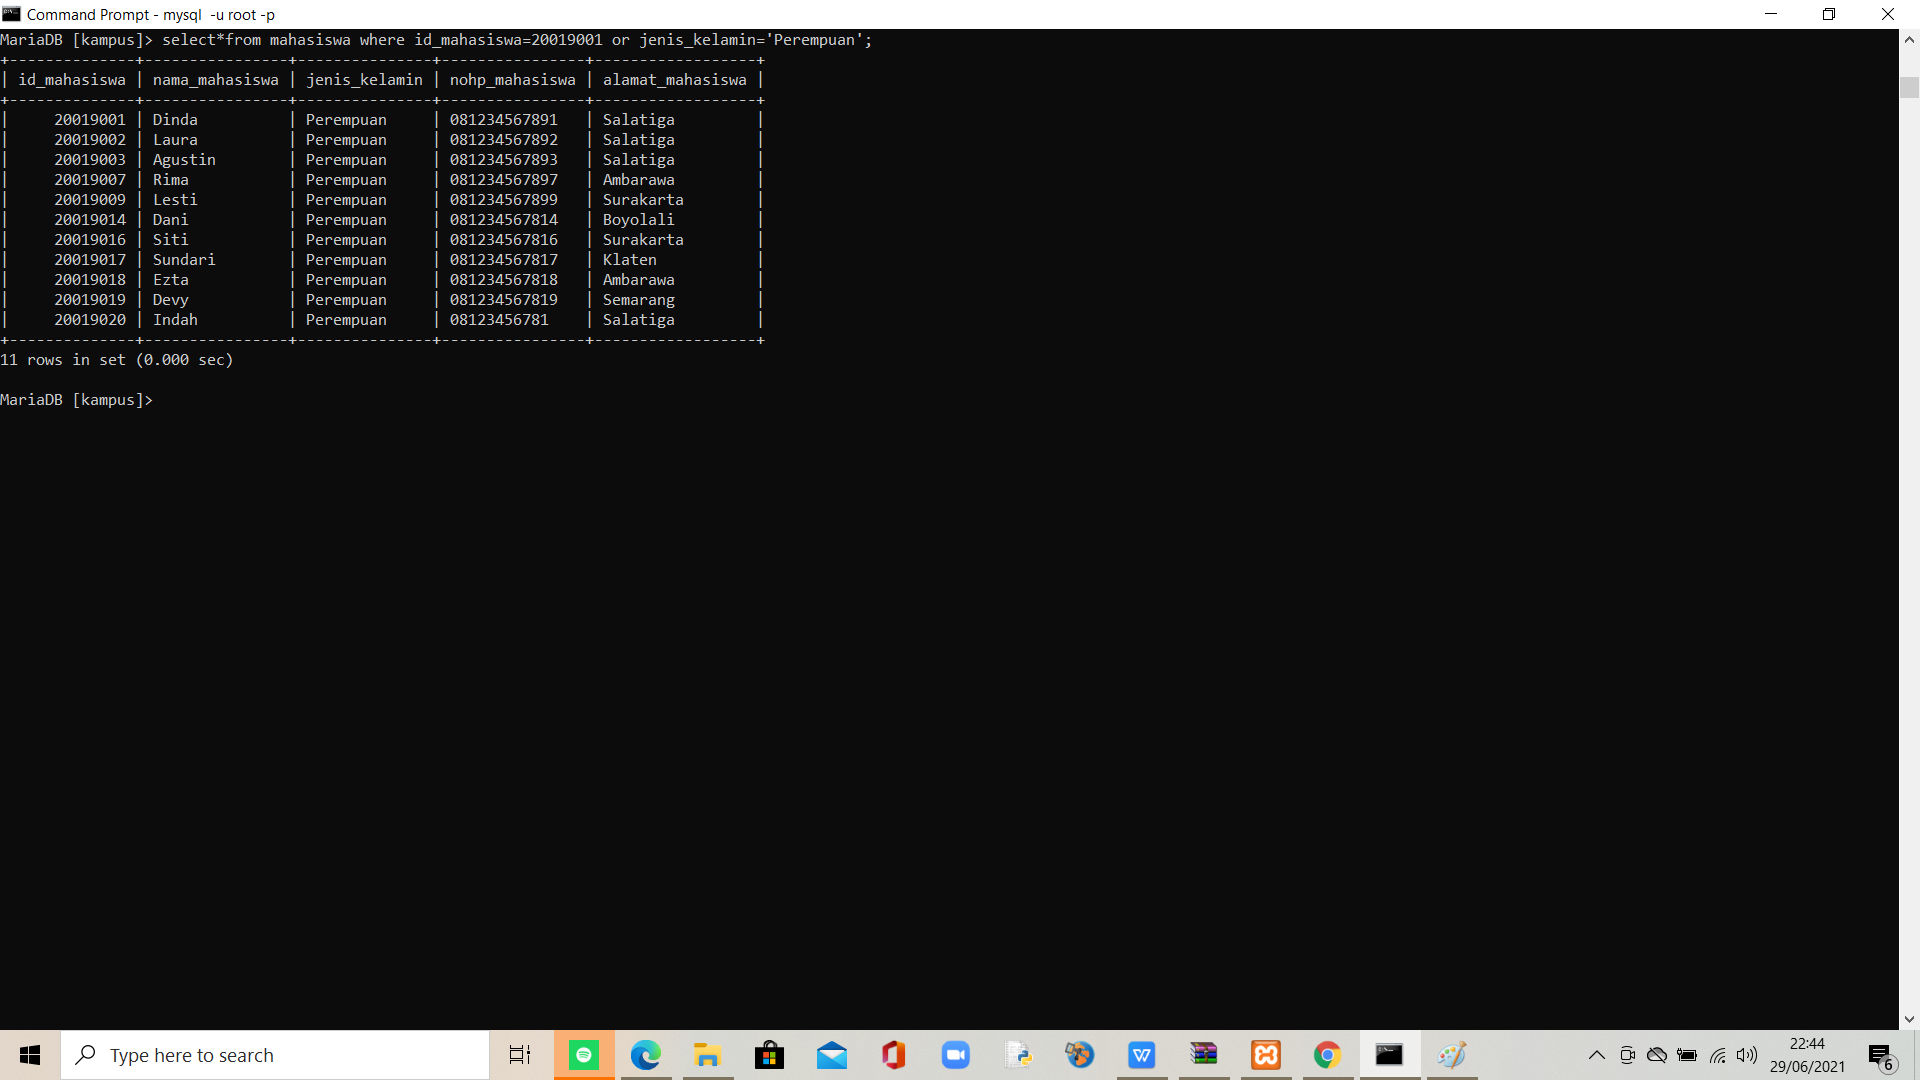 Command Prompt - mysql  -u root -p
MariaDB [kampus]> select*from mahasiswa where id_mahasiswa=20019001 or jenis_kelamin='Perempuan';
+--------------+----------------+---------------+----------------+------------------+
| id_mahasiswa | nama_mahasiswa | jenis_kelamin | nohp_mahasiswa | alamat_mahasiswa |
+--------------+----------------+---------------+----------------+------------------+
|     20019001 | Dinda          | Perempuan     | 081234567891   | Salatiga         |
|     20019002 | Laura          | Perempuan     | 081234567892   | Salatiga         |
|     20019003 | Agustin        | Perempuan     | 081234567893   | Salatiga         |
|     20019007 | Rima           | Perempuan     | 081234567897   | Ambarawa         |
|     20019009 | Lesti          | Perempuan     | 081234567899   | Surakarta        |
|     20019014 | Dani           | Perempuan     | 081234567814   | Boyolali         |
|     20019016 | Siti           | Perempuan     | 081234567816   | Surakarta        |
|     20019017 | Sundari        | Perempuan     | 081234567817   | Klaten           |
|     20019018 | Ezta           | Perempuan     | 081234567818   | Ambarawa         |
|     20019019 | Devy           | Perempuan     | 081234567819   | Semarang         |
|     20019020 | Indah          | Perempuan     | 08123456781    | Salatiga         |
+--------------+----------------+---------------+----------------+------------------+
11 rows in set (0.000 sec)
MariaDB [kampus]>
Type here to search
22:44
29/06/2021
6